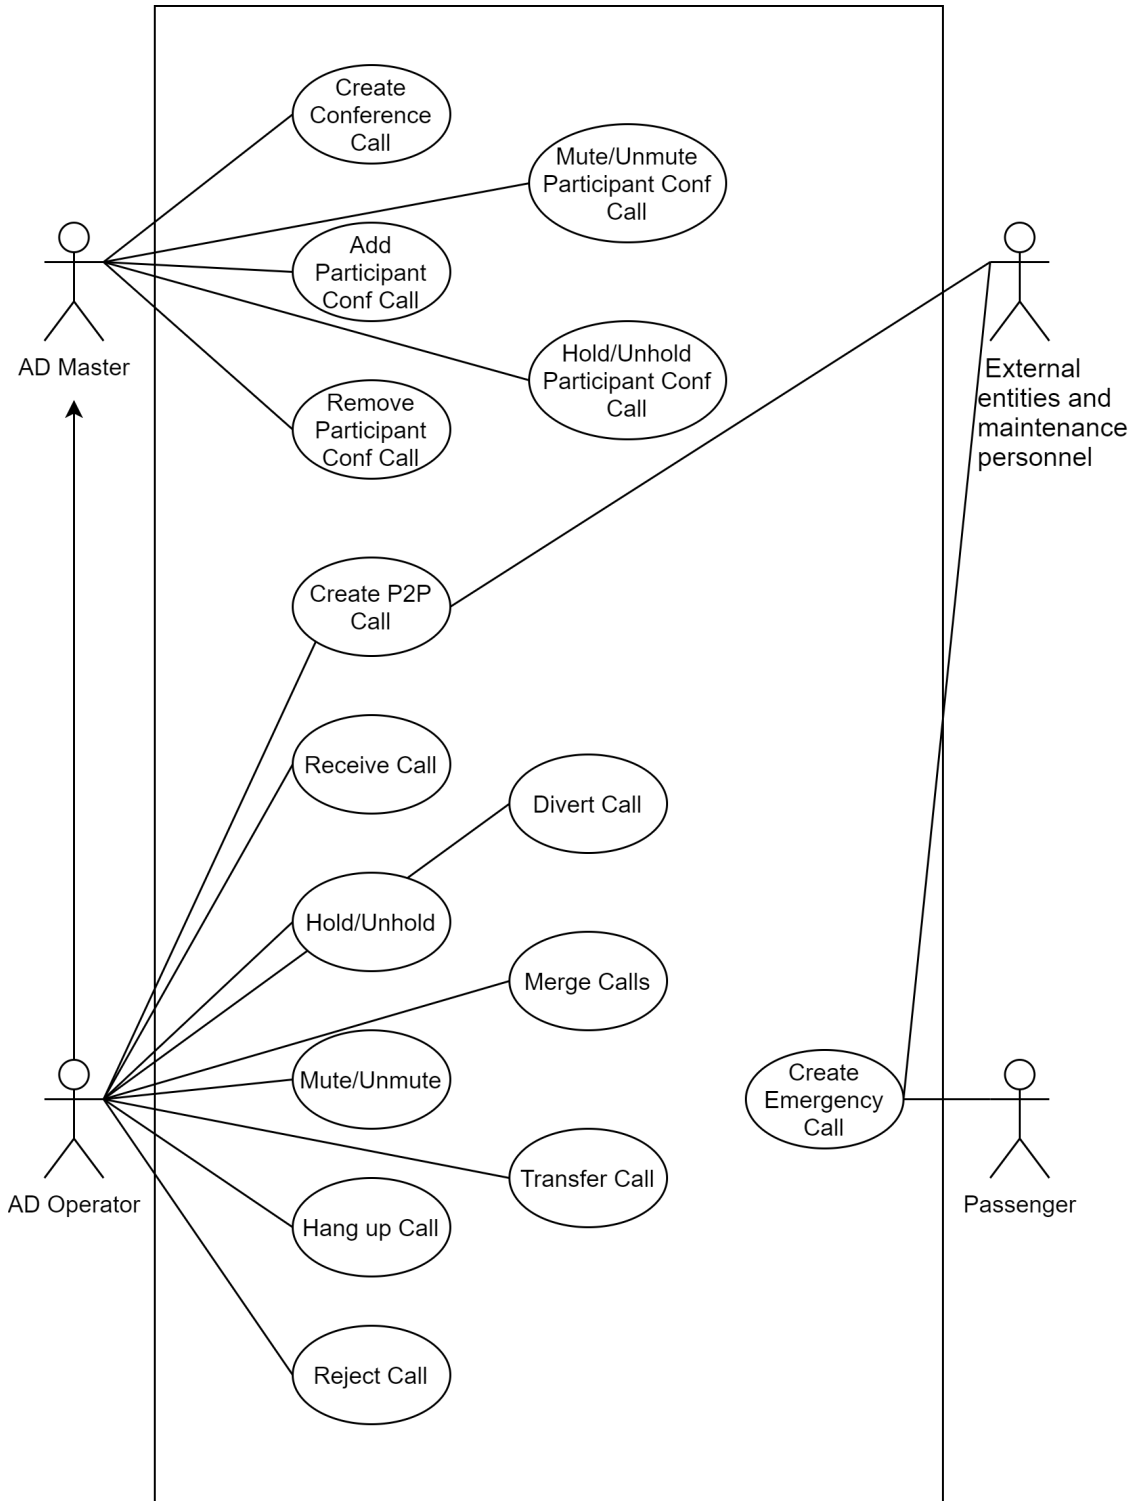 Create
Conference
Call
Mute/Unmute
Participant Conf
Call
Add
Participant
Conf Call
AD Master
Hold/Unhold
Participant Conf
Call
External
entities and
maintenance
personnel
Remove
Participant
Conf Call
Create P2P
Call
Receive Call
Divert Call
Hold/Unhold
Merge Calls
Mute/Unmute
Create
Emergency
Call
Transfer Call
AD Operator
Passenger
Hang up Call
Reject Call